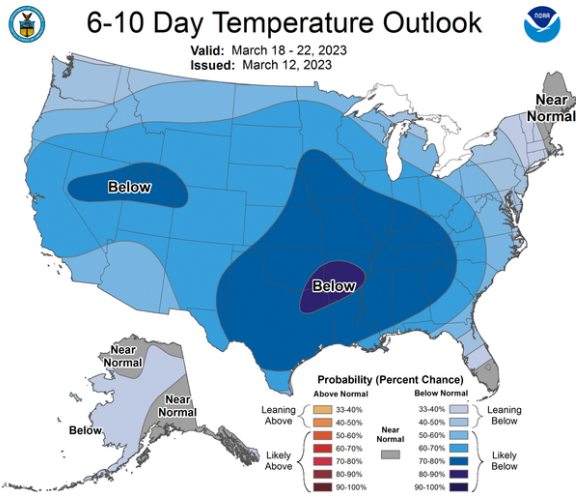 6-10 Day Temperature Outlook
NOAA
Valid: March 18 - 22, 2023
Issued: March 12, 2023
Near
Normal
Below
Below
Near
Normal
Near
Normal
Below
Probability (Percent Chance)
Above Normal
Below Normal
Leaning
Above
33-40%
40-50%
Likely
Above
50-60%
60-70%
70-80%
80-90%
90-100%
Near
Normal
33-40%
40-50%
Leaning
Below
50-60%
60-70%
70-80%
80-90%
90-100%
Likely
Below